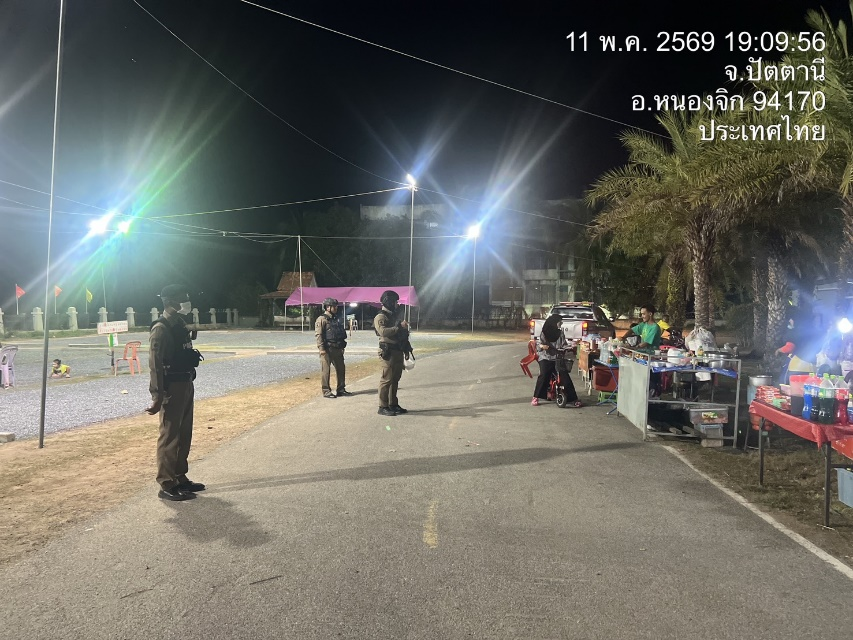 11 พ.ค. 2569 19:09:56
จ.ปัตตานี
อ.หนองจิก 94170
ประเทศไทย